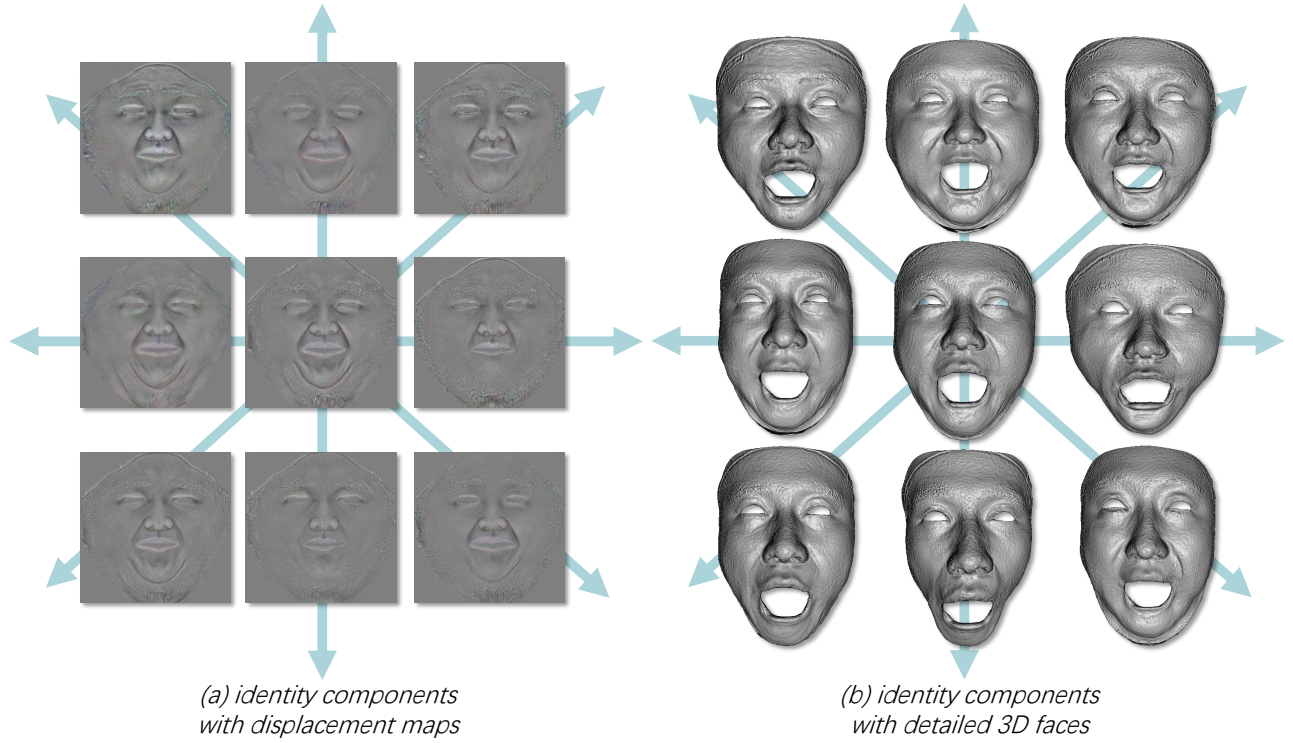 (a) identity components
with displacement maps
(b) identity components
with detailed 3D faces